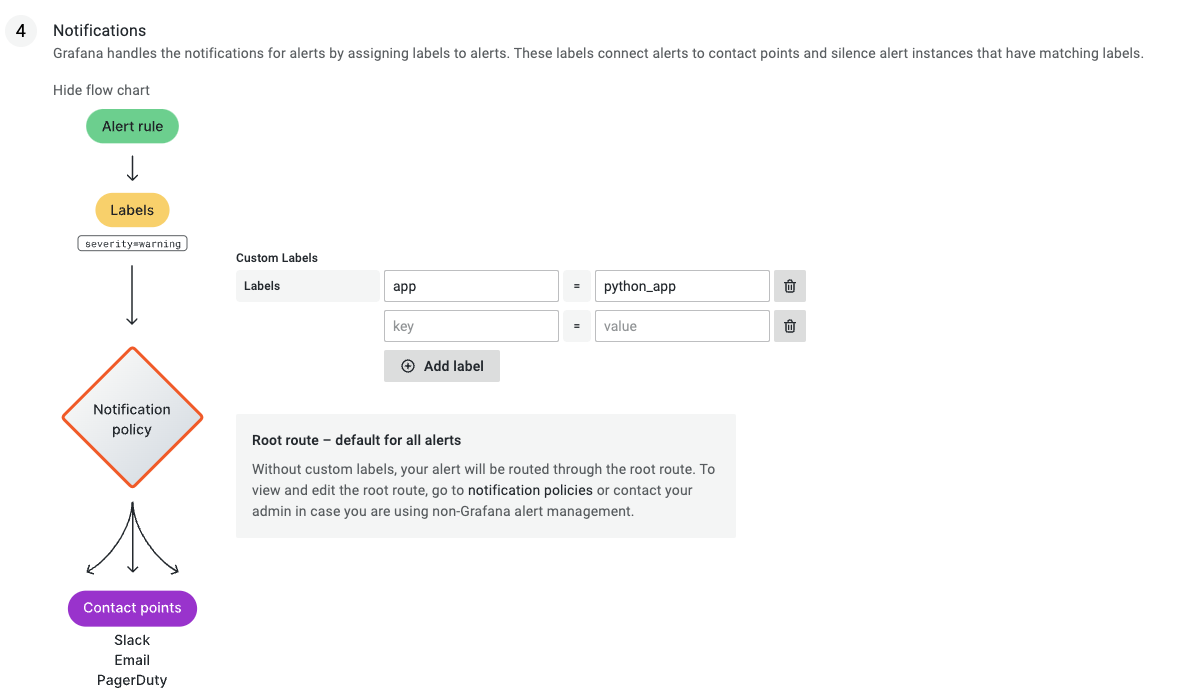 4
Notifications
Grafana handles the notifications for alerts by assigning labels to alerts. These labels connect alerts to contact points and silence alert instances that have matching labels.
Hide flow chart
Alert rule
Labels
severity=warning
Notification
policy
Contact points
Slack
Email
PagerDuty
Custom Labels
Labels app = python_app
key = value
Add label
Root route – default for all alerts
Without custom labels, your alert will be routed through the root route. To
view and edit the root route, go to notification policies or contact your
admin in case you are using non-Grafana alert management.